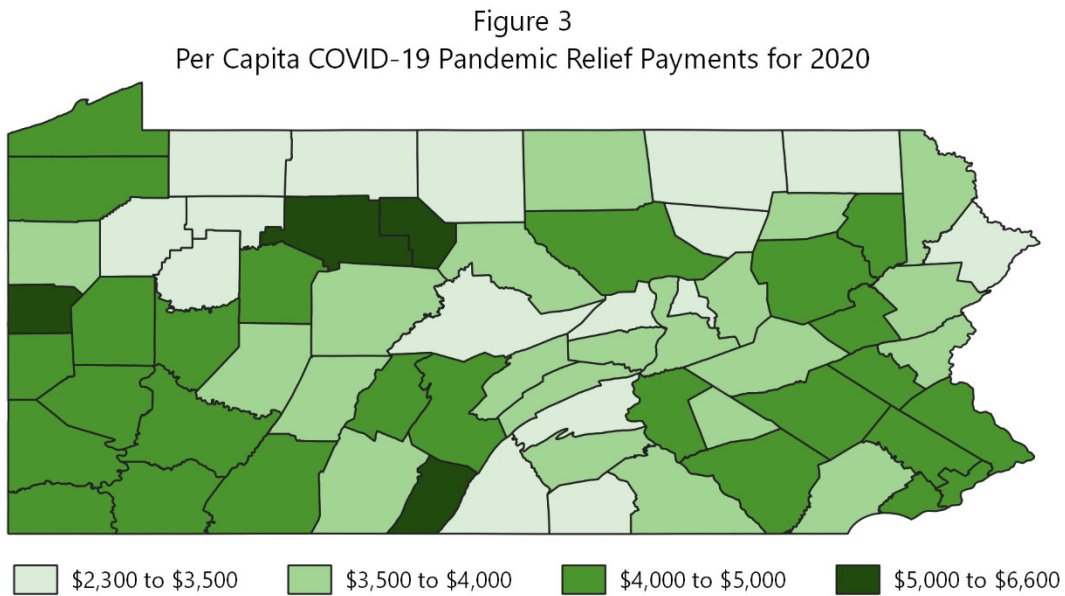 Figure 3
Per Capita COVID-19 Pandemic Relief Payments for 2020
$2,300 to $3,500
$3,500 to $4,000
$4,000 to $5,000
$5,000 to $6,600